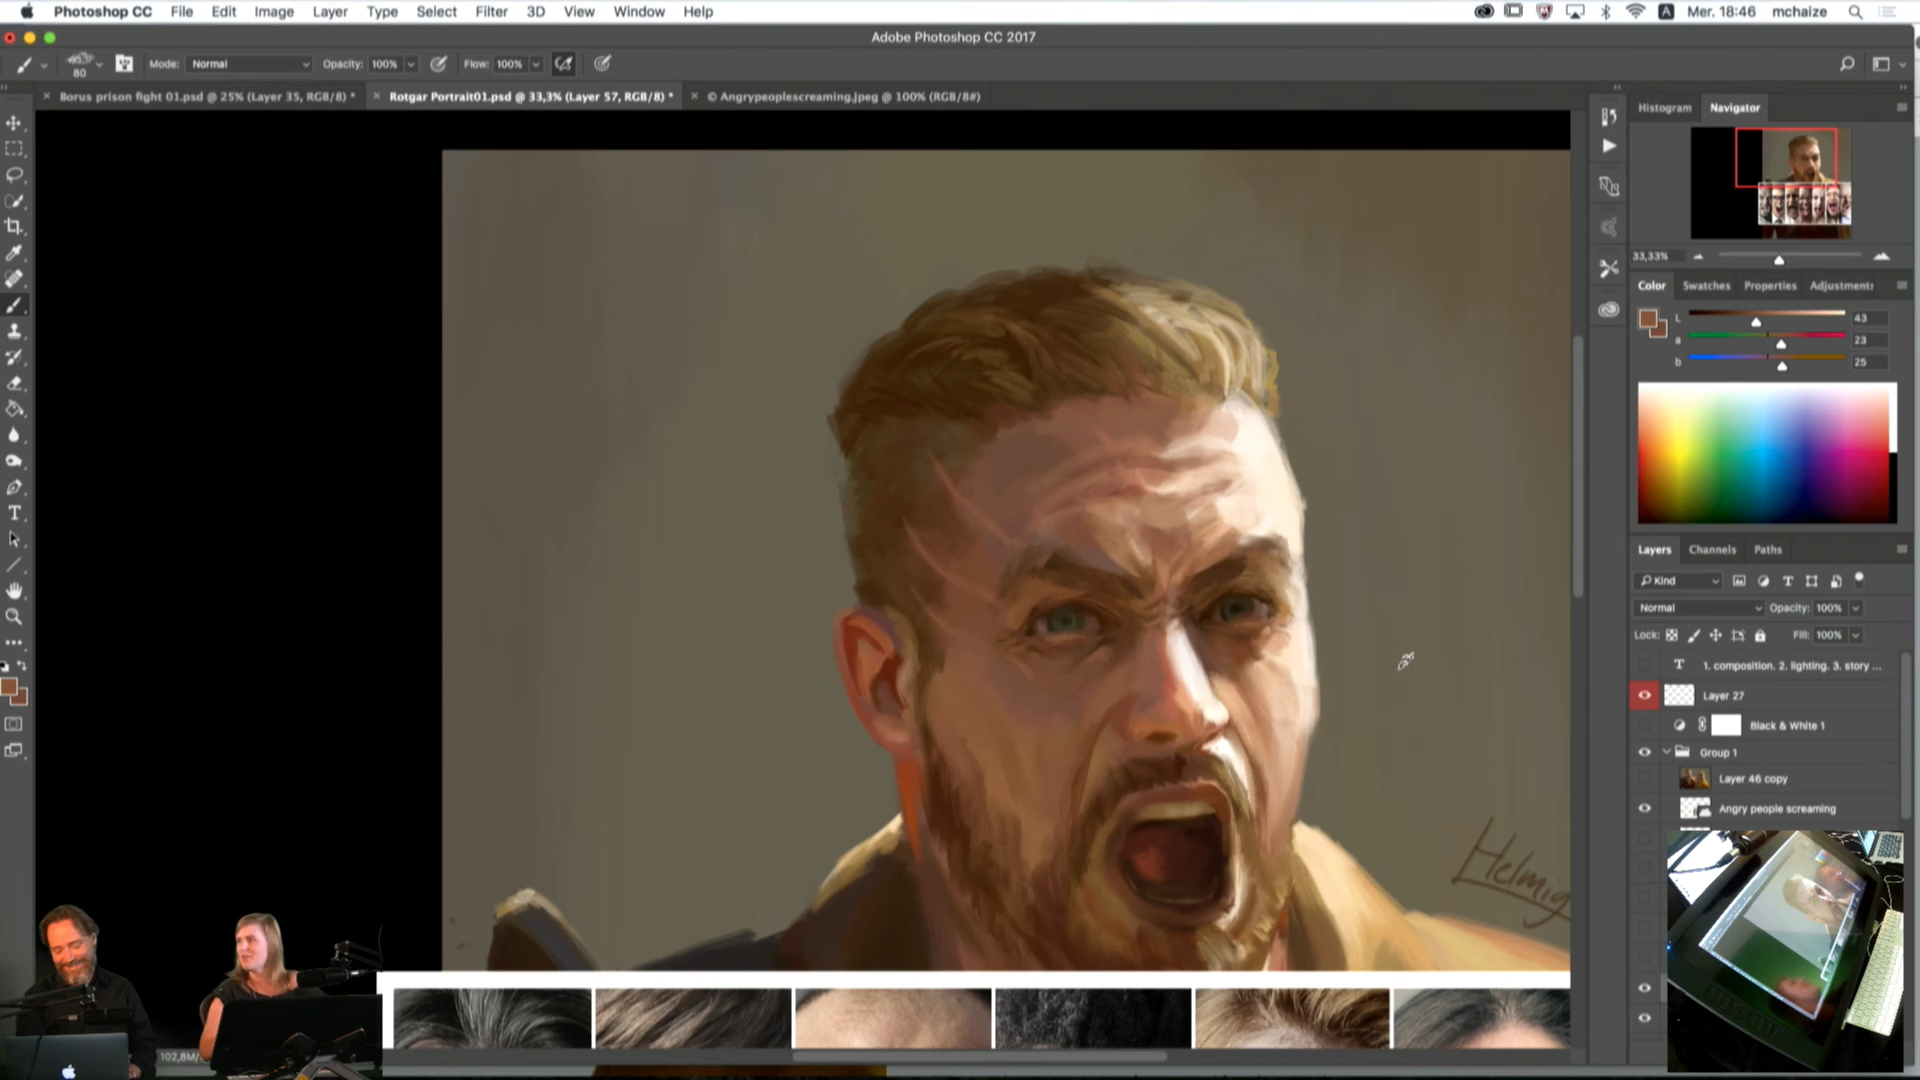 Photoshop CC File Edit Image Layer Type Select Filter 3D View Window Help A Mer. 18:46 mchaize
Adobe Photoshop CC 2017
80 Mode: Normal Opacity: 100% Flow: 100%
Borus prison fight 01.psd @ 25% (Layer 35, RGB/8) * Rotgar Portrait01.psd @ 33,3% (Layer 57, RGB/8) * © Angrypeoplescreaming.jpeg @ 100% (RGB/8#)
Histogram Navigator
33,33%
Color Swatches Properties Adjustments
L 43
a 23
b 25
Layers Channels Paths
Kind
Normal Opacity: 100%
Lock: Fill: 100%
1. composition. 2. lighting. 3. story ...
Layer 27
Black & White 1
Group 1
Layer 46 copy
Angry people screaming
Helmig
102,8M/